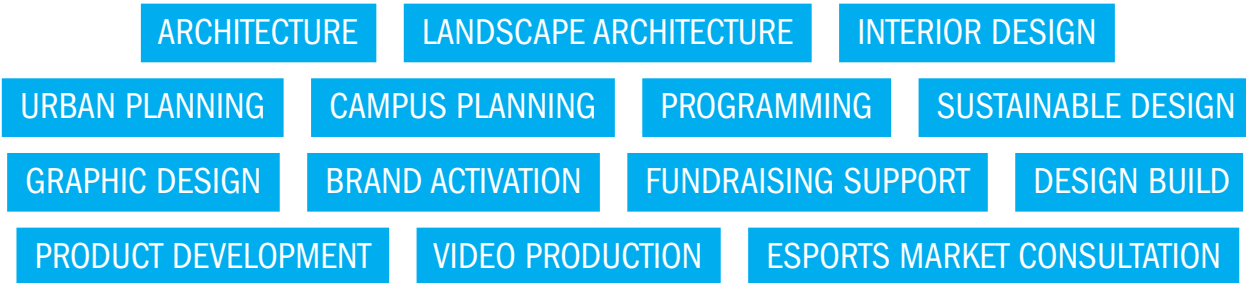 ARCHITECTURE LANDSCAPE ARCHITECTURE INTERIOR DESIGN
URBAN PLANNING CAMPUS PLANNING PROGRAMMING SUSTAINABLE DESIGN
GRAPHIC DESIGN BRAND ACTIVATION FUNDRAISING SUPPORT DESIGN BUILD
PRODUCT DEVELOPMENT VIDEO PRODUCTION ESPORTS MARKET CONSULTATION